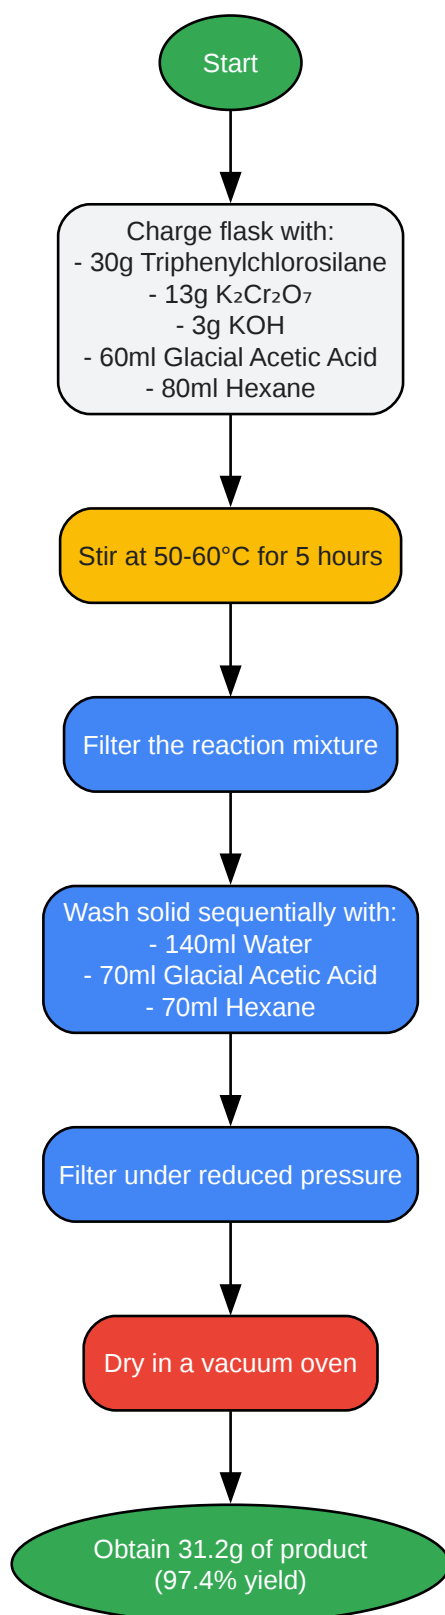 Start
Charge flask with:
- 30g Triphenylchlorosilane
- 13g K₂Cr₂O₇
- 3g KOH
- 60ml Glacial Acetic Acid
- 80ml Hexane
Stir at 50-60°C for 5 hours
Filter the reaction mixture
Wash solid sequentially with:
- 140ml Water
- 70ml Glacial Acetic Acid
- 70ml Hexane
Filter under reduced pressure
Dry in a vacuum oven
Obtain 31.2g of product
(97.4% yield)